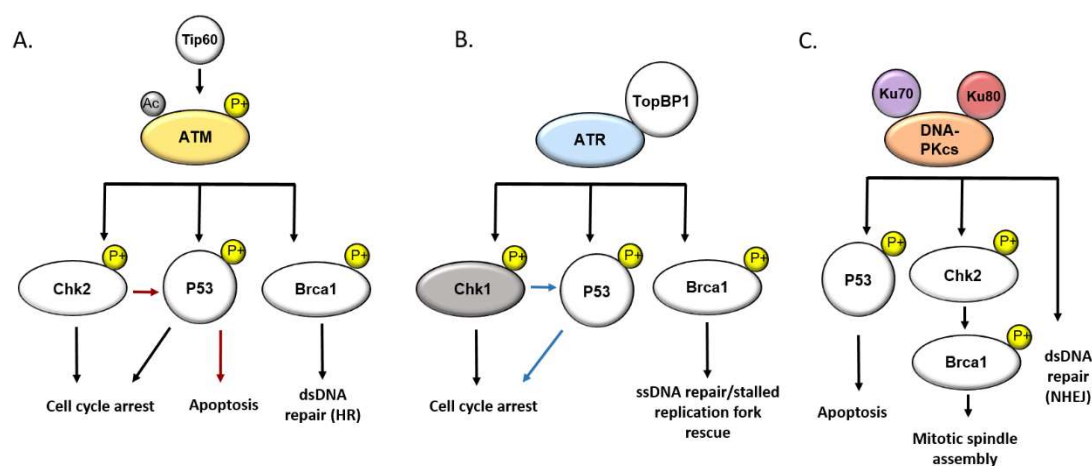 A.
Tip60
Ac
P+
ATM
P+
Chk2
P+
P53
P+
Brca1
Cell cycle arrest
Apoptosis
dsDNA
repair (HR)
B.
TopBP1
ATR
P+
Chk1
P+
P53
P+
Brca1
Cell cycle arrest
ssDNA repair/stalled
replication fork
rescue
C.
Ku70
Ku80
DNA-
PKcs
P+
P53
P+
Chk2
P+
Brca1
Apoptosis
Mitotic spindle
assembly
dsDNA
repair
(NHEJ)